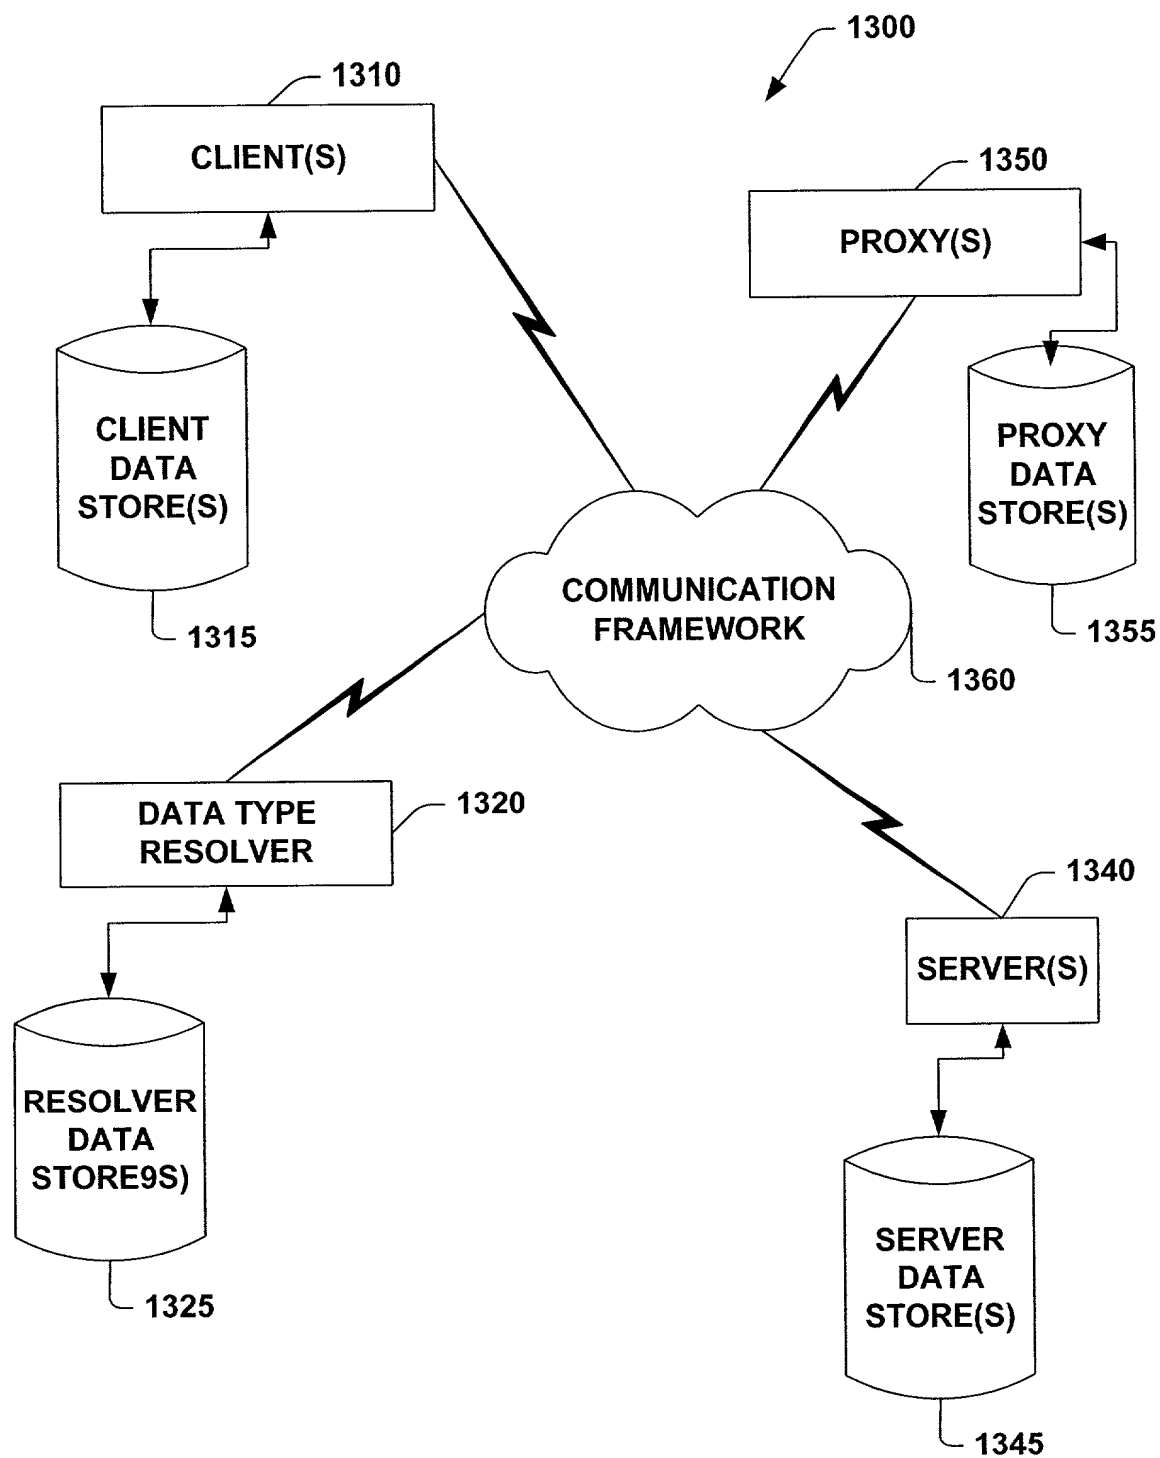 1300
1310
CLIENT(S)
1350
PROXY(S)
CLIENT
DATA
STORE(S)
1315
PROXY
DATA
STORE(S)
1355
COMMUNICATION
FRAMEWORK
1360
DATA TYPE
RESOLVER
1320
1340
SERVER(S)
RESOLVER
DATA
STORE9S)
1325
SERVER
DATA
STORE(S)
1345